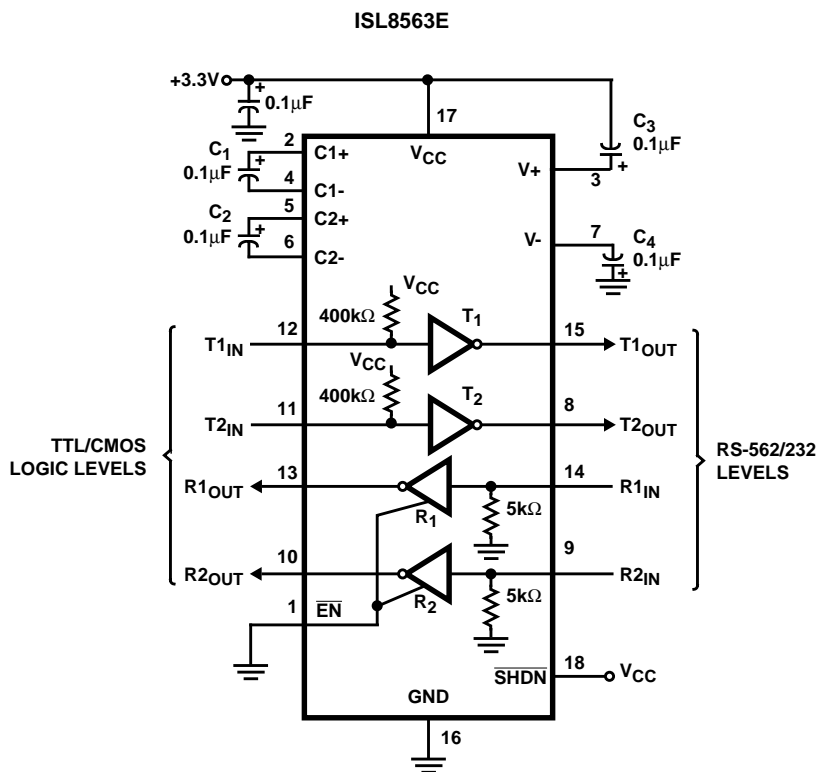 ISL8563E
+3.3V
+
0.1µF
17
VCC
C3
0.1µF
+
V+
3
2
C1+
C1
0.1µF
+
4
C1-
5
C2+
C2
0.1µF
+
6
C2-
7
V-
C4
0.1µF
+
VCC
400kΩ
T1
12
T1IN
15
T1OUT
VCC
400kΩ
T2
11
T2IN
8
T2OUT
TTL/CMOS
LOGIC LEVELS
RS-562/232
LEVELS
13
R1OUT
R1
14
R1IN
5kΩ
10
R2OUT
R2
9
R2IN
5kΩ
1
EN
SHDN
18
VCC
GND
16